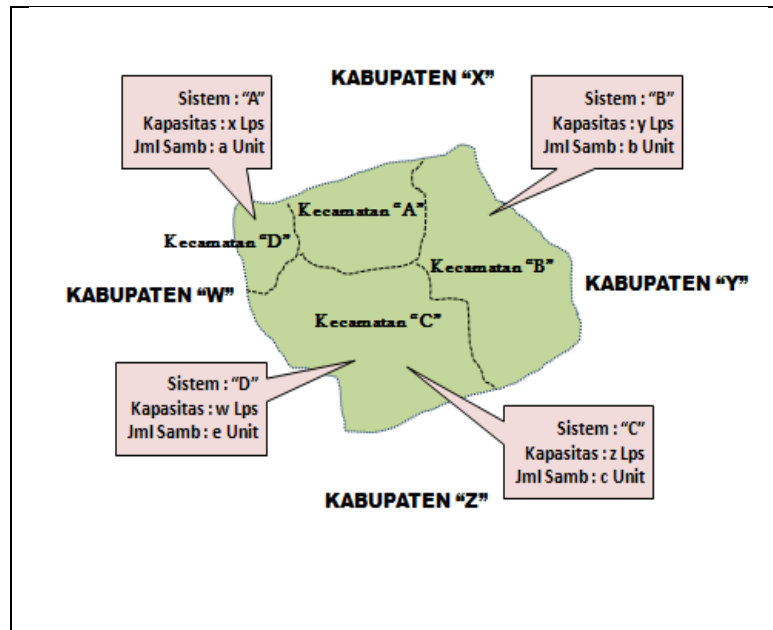 KABUPATEN “X”
Sistem : “A”
Kapasitas : x Lps
Jml Samb : a Unit
Sistem : “B”
Kapasitas : y Lps
Jml Samb : b Unit
Kecamatan “A”
Kecamatan “D”
Kecamatan “B”
KABUPATEN “W”
KABUPATEN “Y”
Kecamatan “C”
Sistem : “D”
Kapasitas : w Lps
Jml Samb : e Unit
Sistem : “C”
Kapasitas : z Lps
Jml Samb : c Unit
KABUPATEN “Z”